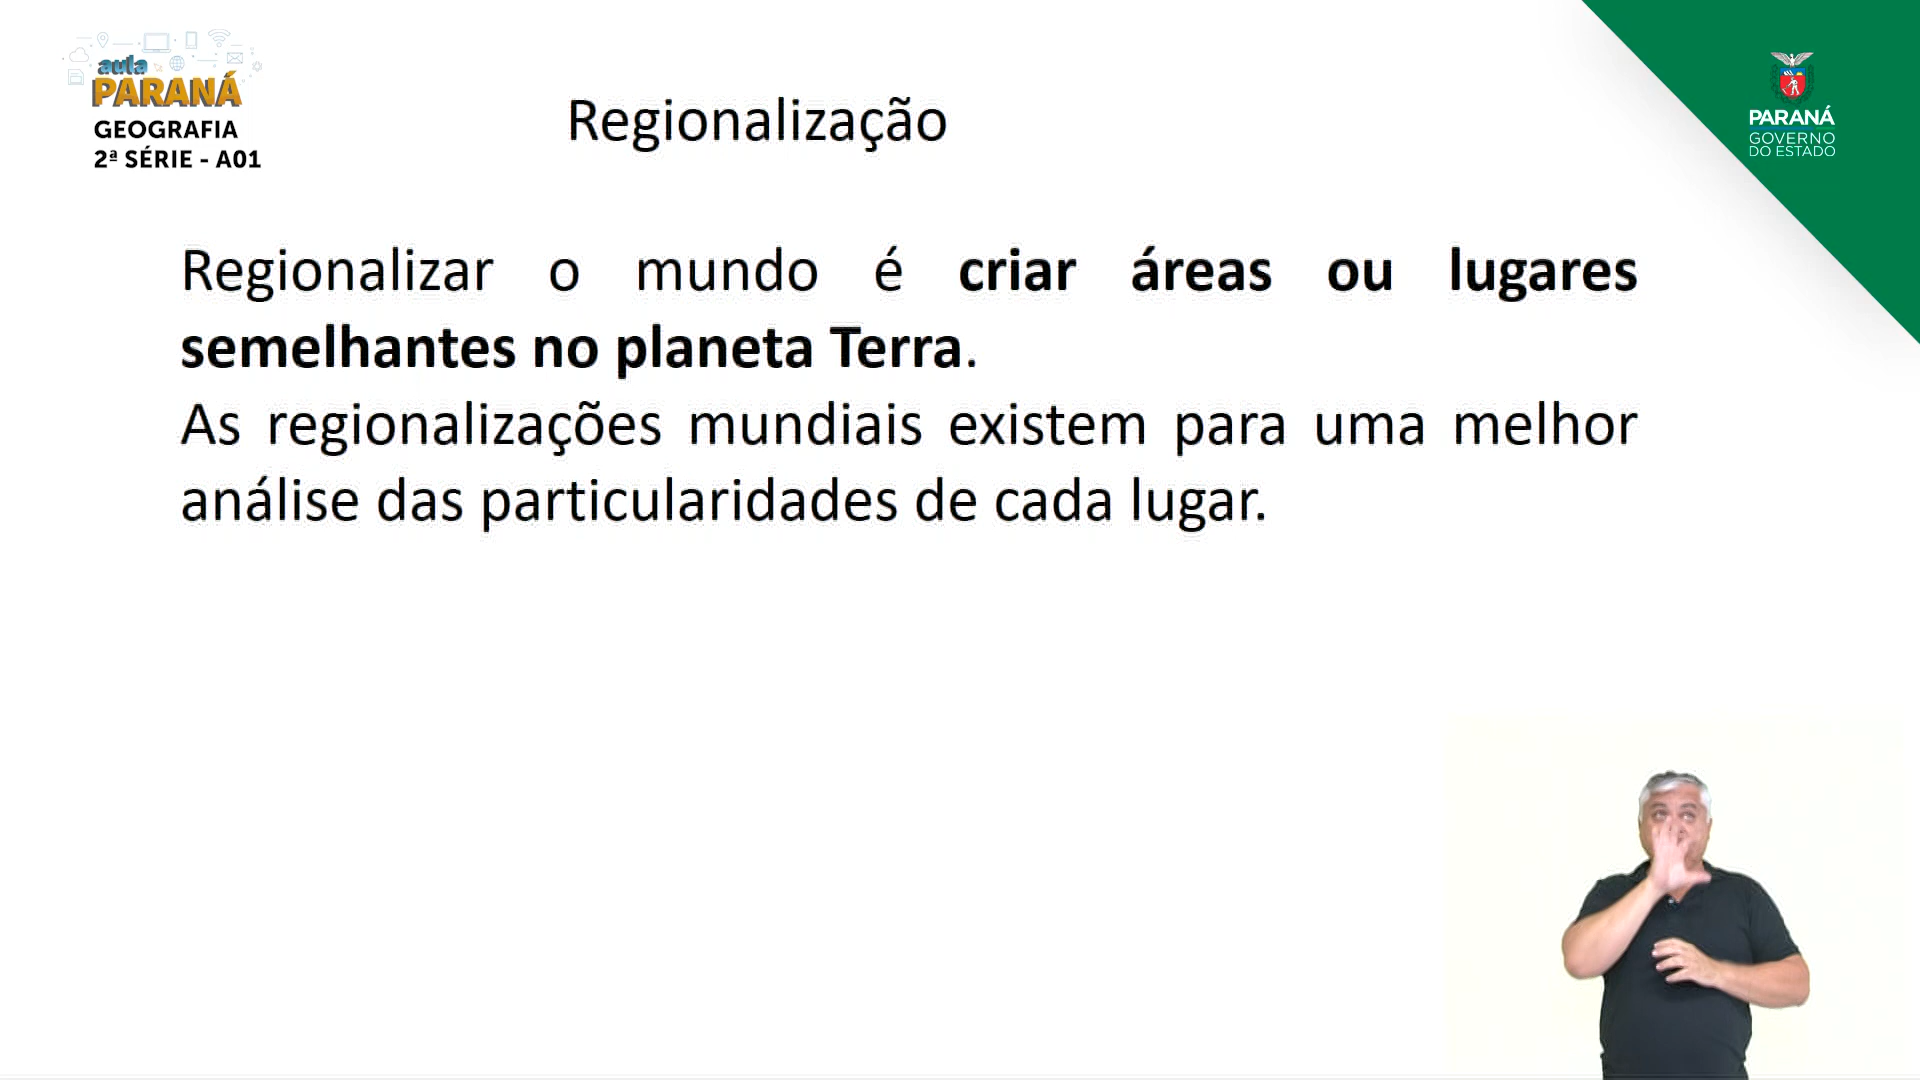 aula
PARANÁ
GEOGRAFIA
2ª SÉRIE - A01
Regionalização
PARANÁ
GOVERNO
DO ESTADO
Regionalizar o mundo é criar áreas ou lugares
semelhantes no planeta Terra.
As regionalizações mundiais existem para uma melhor
análise das particularidades de cada lugar.